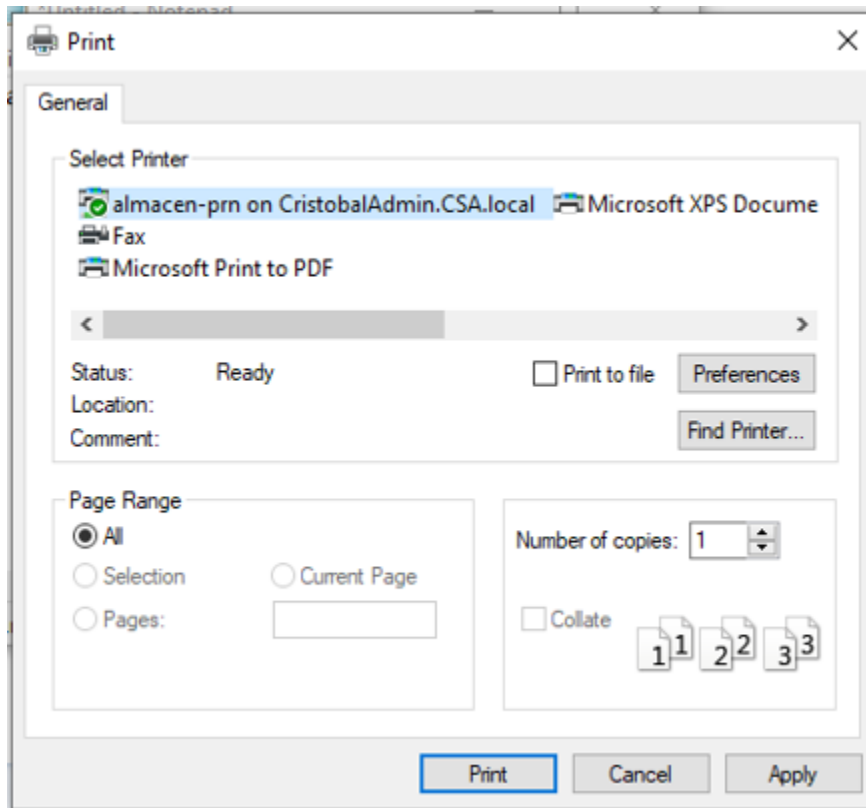 *Untitled - Notepad
Print
General
Select Printer
almacen-prn on CristobalAdmin.CSA.local
Microsoft XPS Docume
Fax
Microsoft Print to PDF
Status: Ready
Print to file
Preferences
Location:
Comment:
Find Printer...
Page Range
All
Selection
Current Page
Pages:
Number of copies: 1
Collate
1 1 2 2 3 3
Print
Cancel
Apply